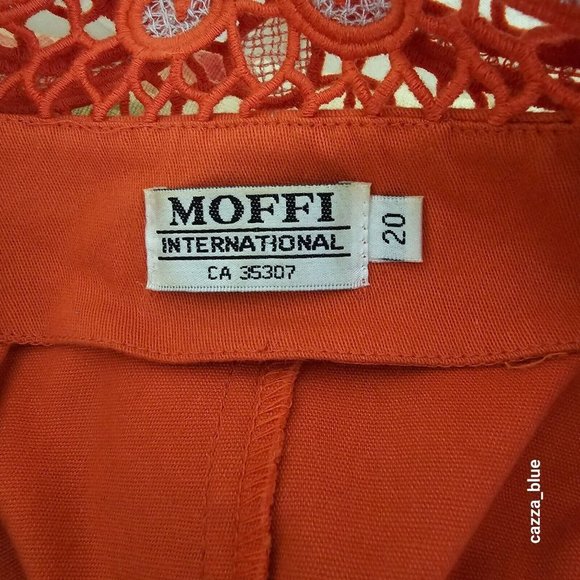 MOFFI
INTERNATIONAL
CA 35307
20
cazza_blue